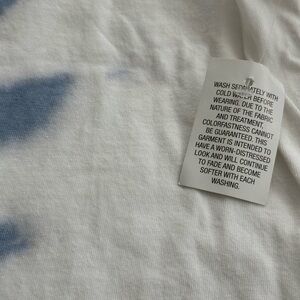 WASH SEPARATELY WITH
COLD WATER BEFORE
WEARING. DUE TO THE
NATURE OF THE FABRIC
AND TREATMENT
COLORFASTNESS CANNOT
BE GUARANTEED. THIS
GARMENT IS INTENDED TO
HAVE A WORN-DISTRESSED
LOOK AND WILL CONTINUE
TO FADE AND BECOME
SOFTER WITH EACH
WASHING.